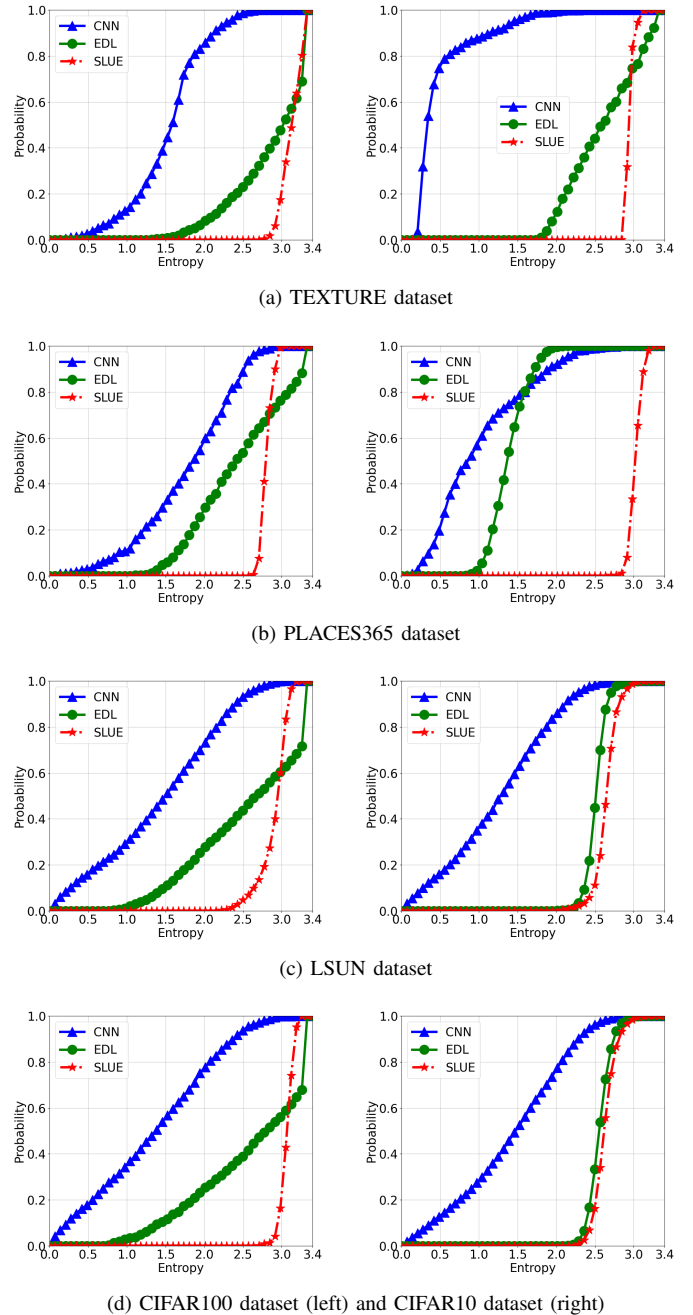 1.0
0.8
0.6
0.4
0.2
0.0
Probability
CNN
EDL
SLUE
0.0 0.5 1.0 1.5 2.0 2.5 3.0 3.4
Entropy
1.0
0.8
0.6
0.4
0.2
0.0
Probability
CNN
EDL
SLUE
0.0 0.5 1.0 1.5 2.0 2.5 3.0 3.4
Entropy
(a) TEXTURE dataset
1.0
0.8
0.6
0.4
0.2
0.0
Probability
CNN
EDL
SLUE
0.0 0.5 1.0 1.5 2.0 2.5 3.0 3.4
Entropy
1.0
0.8
0.6
0.4
0.2
0.0
Probability
CNN
EDL
SLUE
0.0 0.5 1.0 1.5 2.0 2.5 3.0 3.4
Entropy
(b) PLACES365 dataset
1.0
0.8
0.6
0.4
0.2
0.0
Probability
CNN
EDL
SLUE
0.0 0.5 1.0 1.5 2.0 2.5 3.0 3.4
Entropy
1.0
0.8
0.6
0.4
0.2
0.0
Probability
CNN
EDL
SLUE
0.0 0.5 1.0 1.5 2.0 2.5 3.0 3.4
Entropy
(c) LSUN dataset
1.0
0.8
0.6
0.4
0.2
0.0
Probability
CNN
EDL
SLUE
0.0 0.5 1.0 1.5 2.0 2.5 3.0 3.4
Entropy
1.0
0.8
0.6
0.4
0.2
0.0
Probability
CNN
EDL
SLUE
0.0 0.5 1.0 1.5 2.0 2.5 3.0 3.4
Entropy
(d) CIFAR100 dataset (left) and CIFAR10 dataset (right)